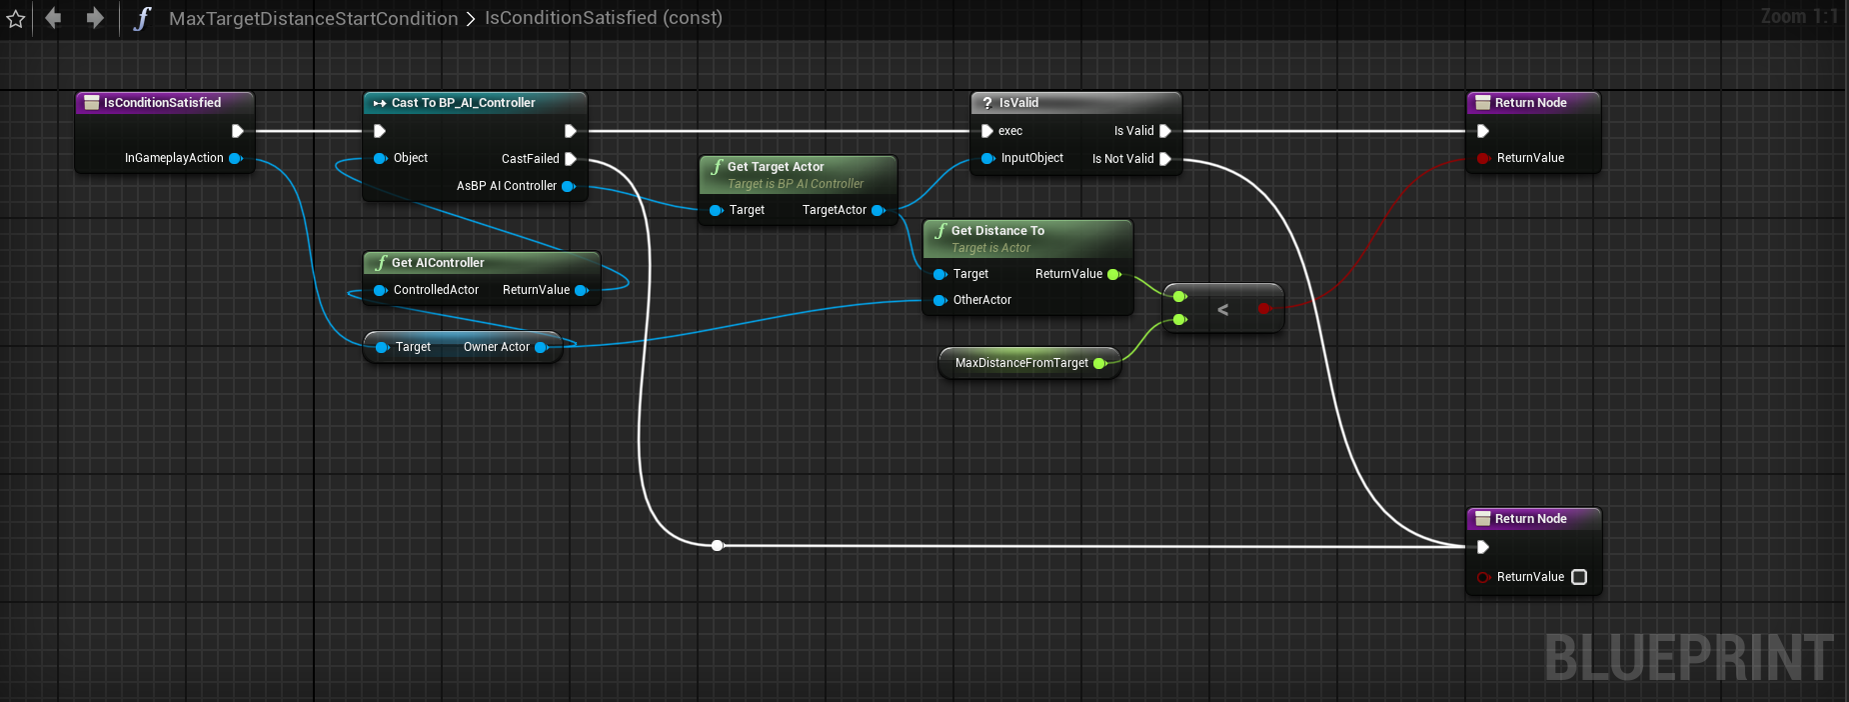 MaxTargetDistanceStartCondition > IsConditionSatisfied (const)
Zoom 1:1
IsConditionSatisfied
InGameplayAction
Cast To BP_AI_Controller
Object
CastFailed
AsBP AI Controller
Get AIController
ControlledActor
ReturnValue
Target
Owner Actor
Get Target Actor
Target is BP AI Controller
Target
TargetActor
IsValid
exec
Is Valid
InputObject
Is Not Valid
Get Distance To
Target is Actor
Target
ReturnValue
OtherActor
<
MaxDistanceFromTarget
Return Node
ReturnValue
Return Node
ReturnValue
BLUEPRINT